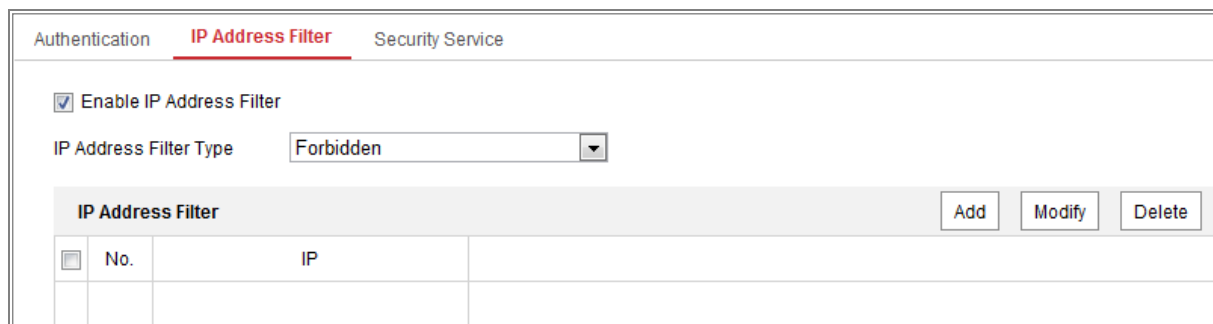 Authentication IP Address Filter Security Service
Enable IP Address Filter
IP Address Filter Type Forbidden
IP Address Filter Add Modify Delete
No. IP